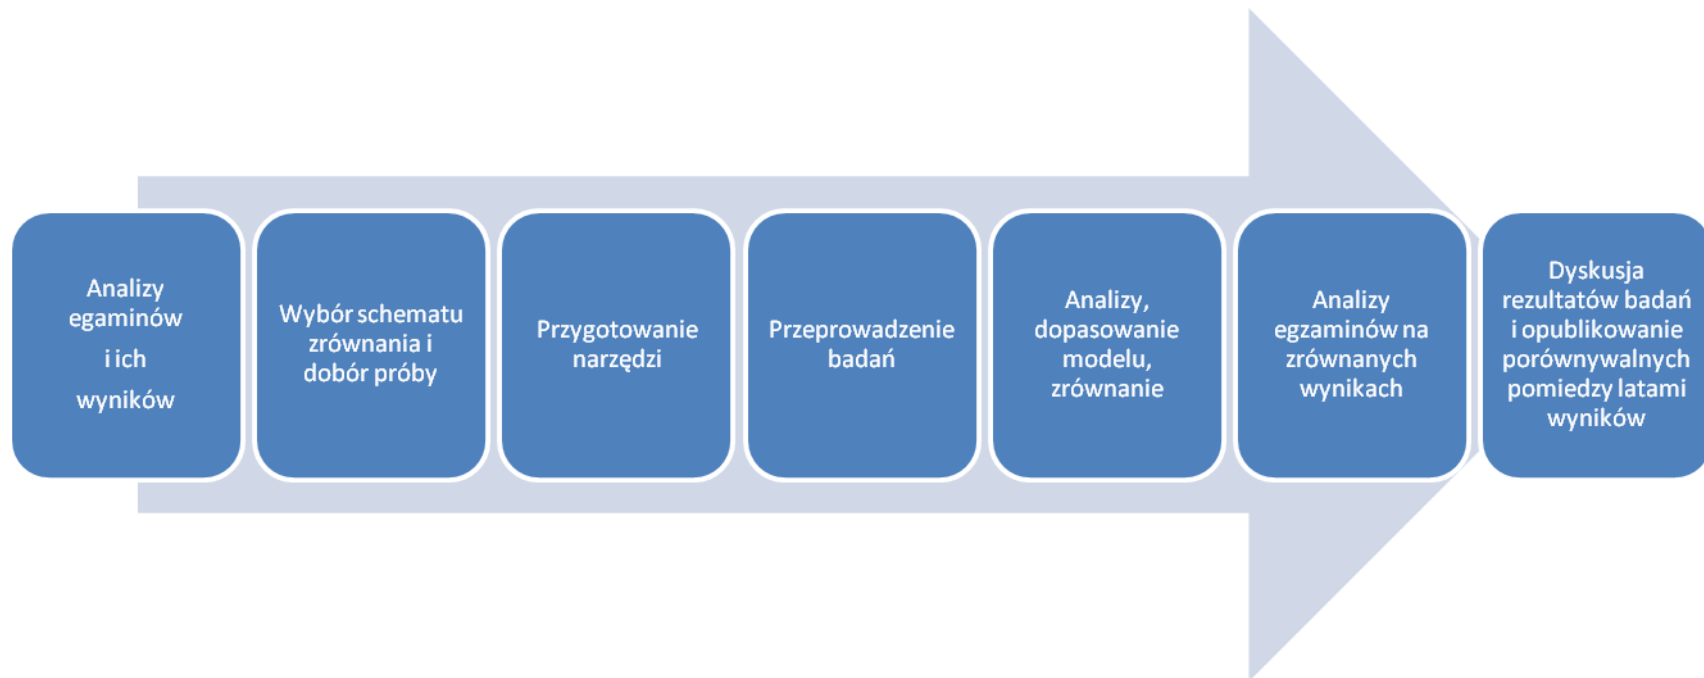 Analizy
egaminów
i ich
wyników
Wybór schematu
zrównania i
dobór próby
Przygotowanie
narzędzi
Przeprowadzenie
badań
Analizy,
dopasowanie
modelu,
zrównanie
Analizy
egzaminów na
zrównanych
wynikach
Dyskusja
rezultatów badań
i opublikowanie
porównywalnych
pomiedzy latami
wyników